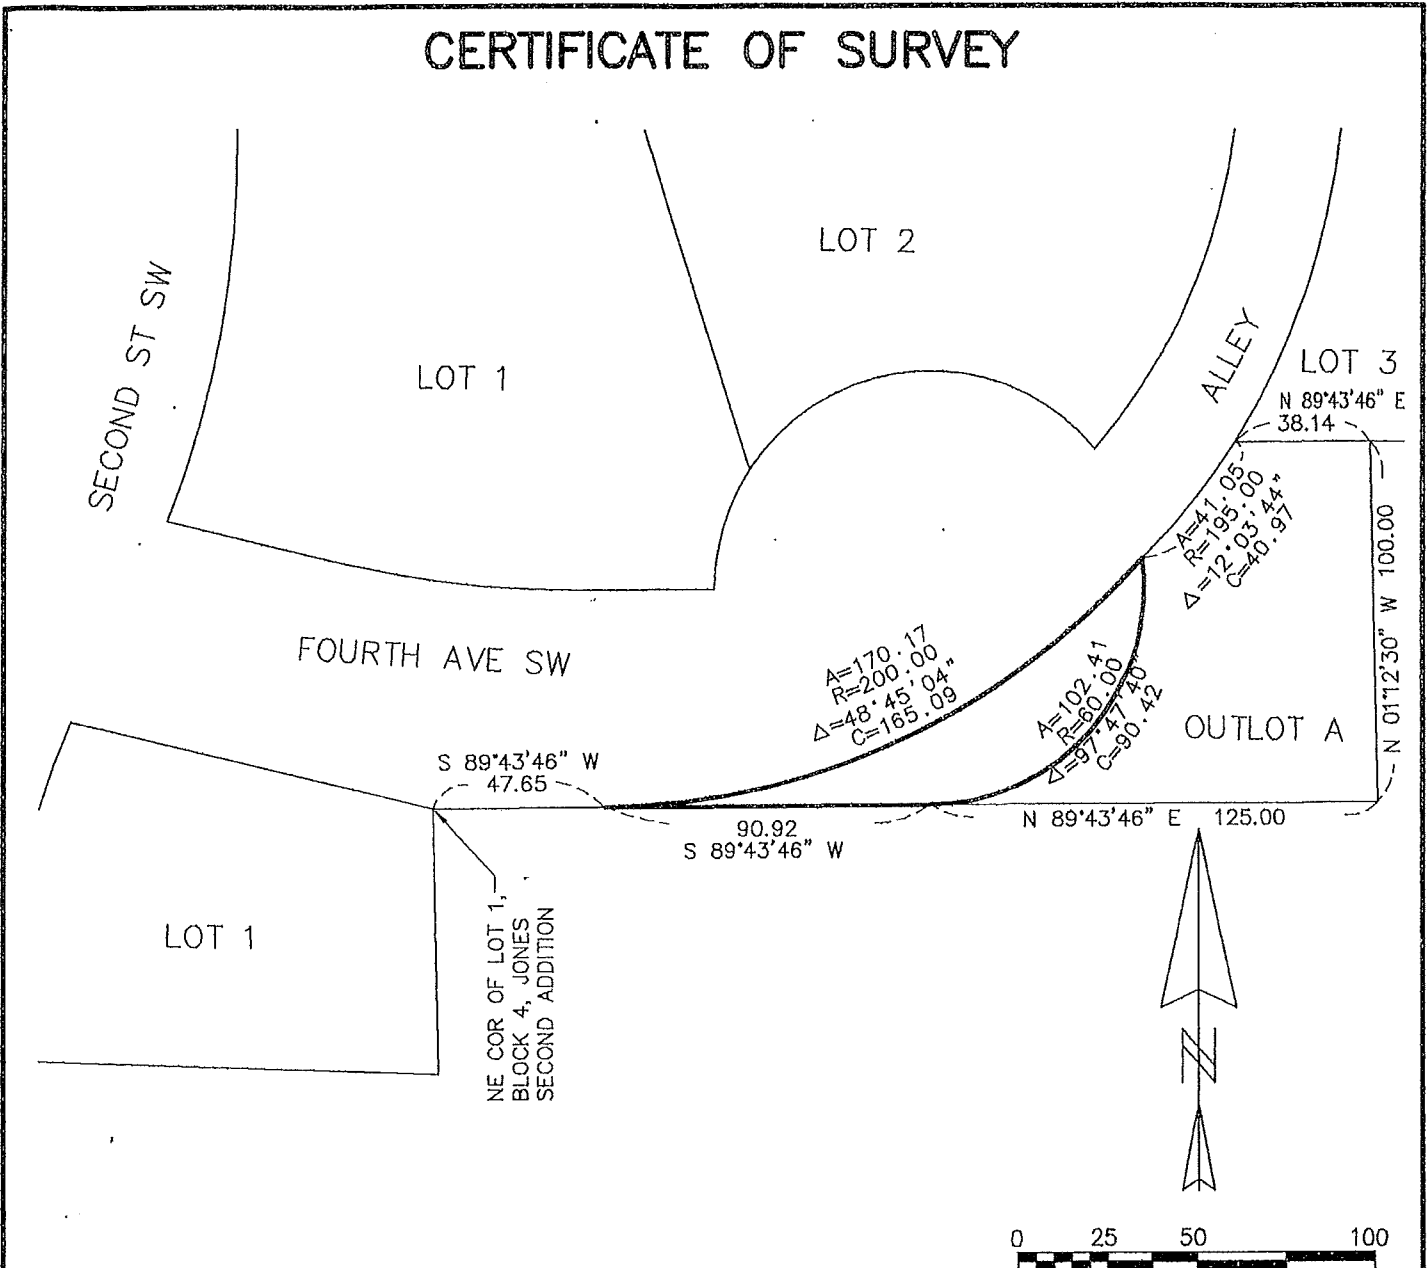 CERTIFICATE OF SURVEY
LOT 2
SECOND ST SW
LOT 1
ALLEY
LOT 3
N 89°43'46" E
38.14
A=41.05
R=195.00
Δ=12°03'44"
C=40.97
N 01°12'30" W 100.00
FOURTH AVE SW
A=170.17
R=200.00
Δ=48°45'04"
C=165.09
A=102.41
R=60.00
Δ=97°47'40"
C=90.42
OUTLOT A
S 89°43'46" W
47.65
90.92
S 89°43'46" W
N 89°43'46" E 125.00
LOT 1
NE COR OF LOT 1,
BLOCK 4, JONES
SECOND ADDITION
N
0 25 50 100